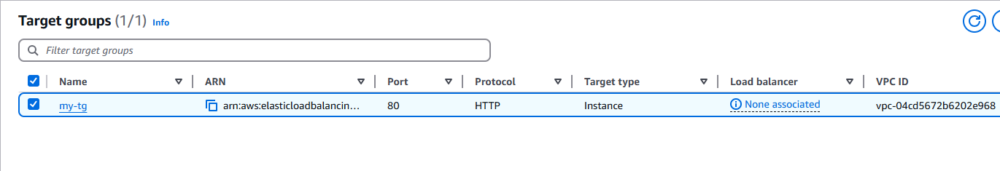 Target groups (1/1) Info
Filter target groups
Name ARN Port Protocol Target type Load balancer VPC ID
my-tg arn:aws:elasticloadbalancin... 80 HTTP Instance None associated vpc-04cd5672b6202e968